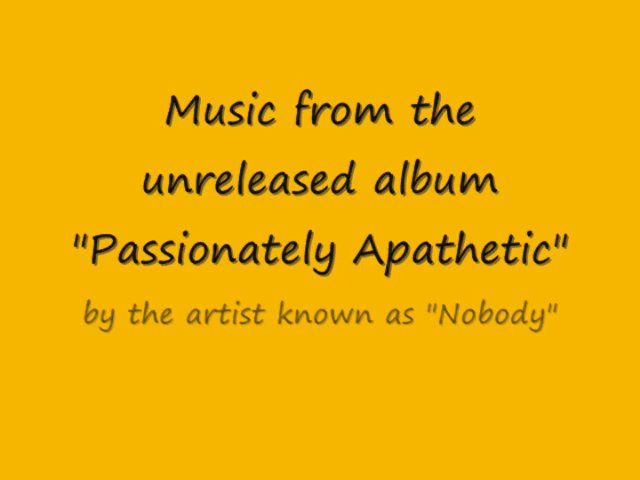 Music from the
unreleased album
"Passionately Apathetic"
by the artist known as "Nobody"